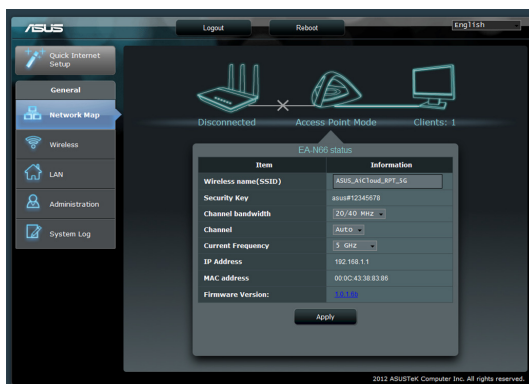 ASUS
Logout
Reboot
English
Quick Internet Setup
General
Network Map
Wireless
LAN
Administration
System Log
Disconnected
Access Point Mode
Clients: 1
EA-N66 status
Item Information
Wireless name(SSID) ASUS_AiCloud_RPT_5G
Security Key asus#12345678
Channel bandwidth 20/40 MHz
Channel Auto
Current Frequency 5 GHz
IP Address 192.168.1.1
MAC address 00:0C:43:38:83:86
Firmware Version:
Apply
2012 ASUSTeK Computer Inc. All rights reserved.